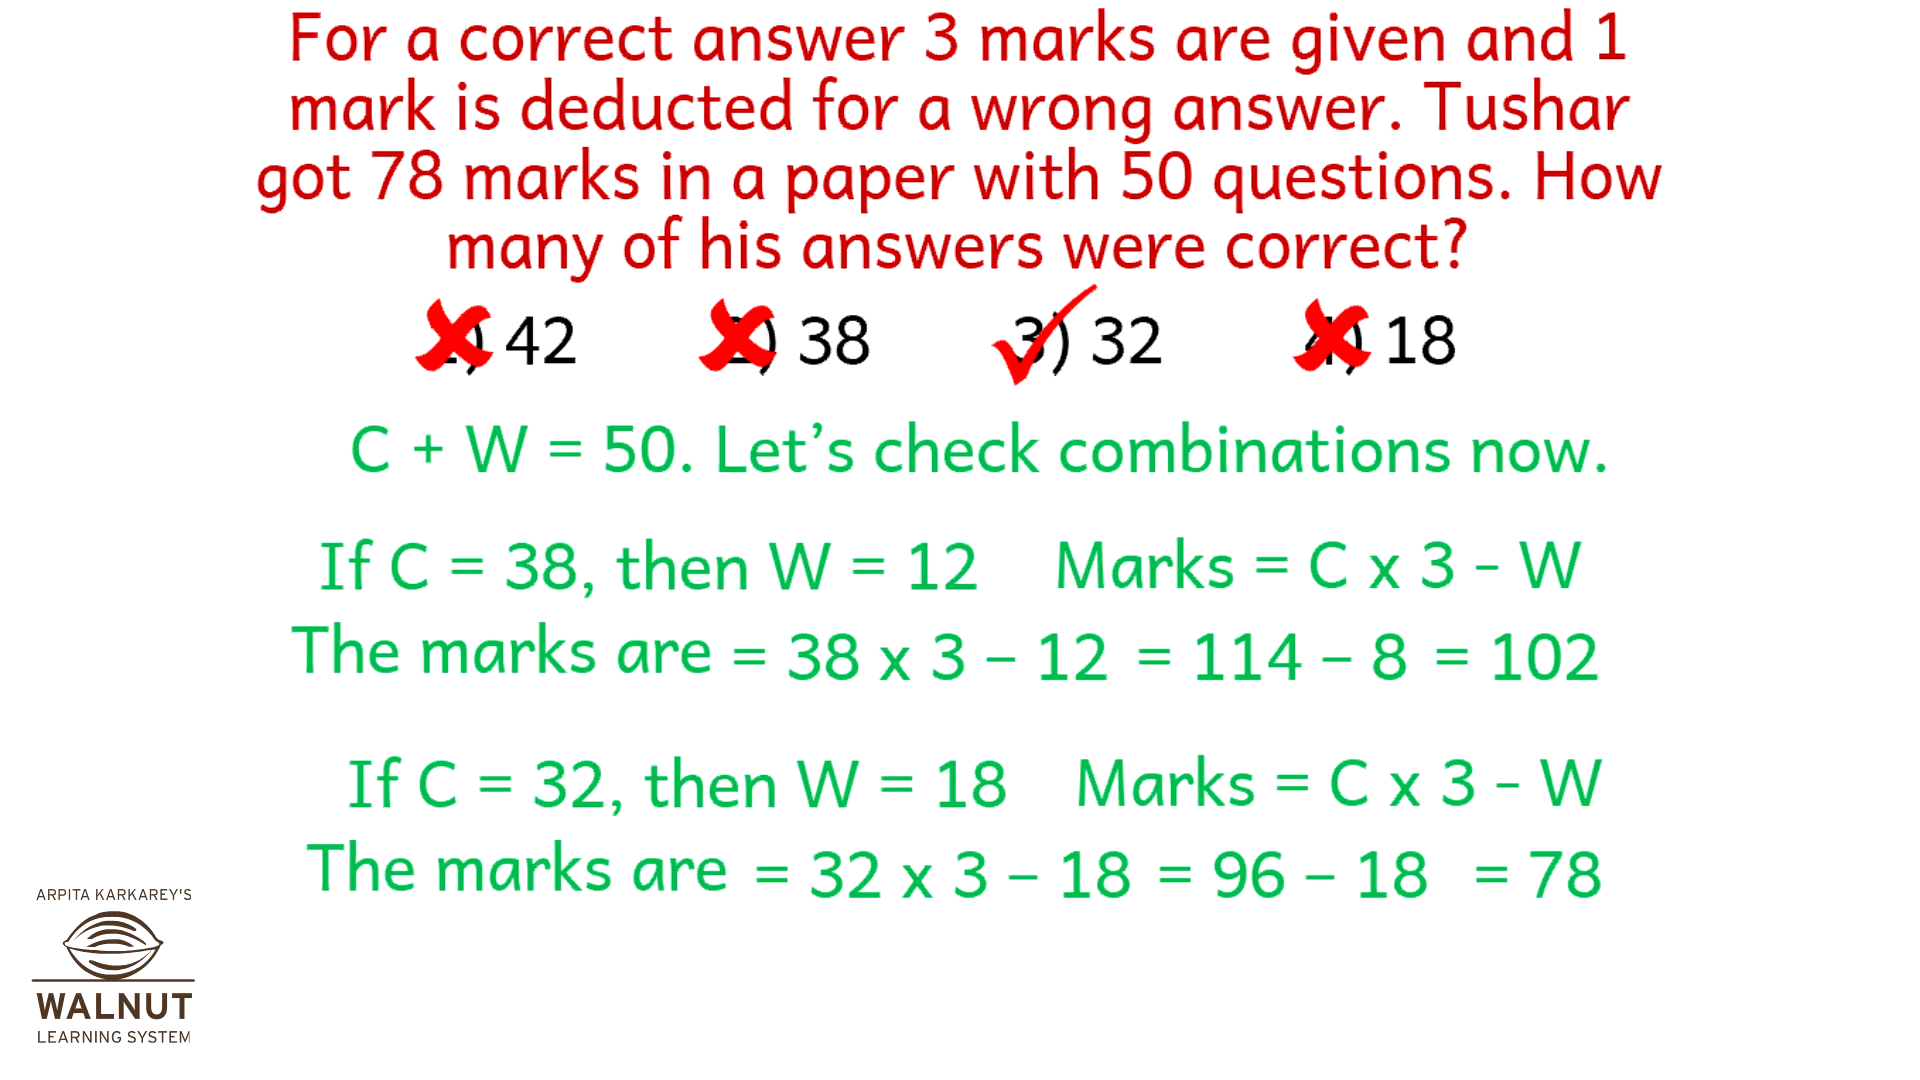 For a correct answer 3 marks are given and 1
mark is deducted for a wrong answer. Tushar
got 78 marks in a paper with 50 questions. How
many of his answers were correct?
) 42 2) 38 3) 32 4) 18
C + W = 50. Let’s check combinations now.
If C = 38, then W = 12 Marks = C x 3 - W
The marks are = 38 x 3 – 12 = 114 – 8 = 102
If C = 32, then W = 18 Marks = C x 3 - W
The marks are = 32 x 3 – 18 = 96 – 18 = 78
ARPITA KARKAREY'S
WALNUT
LEARNING SYSTEM